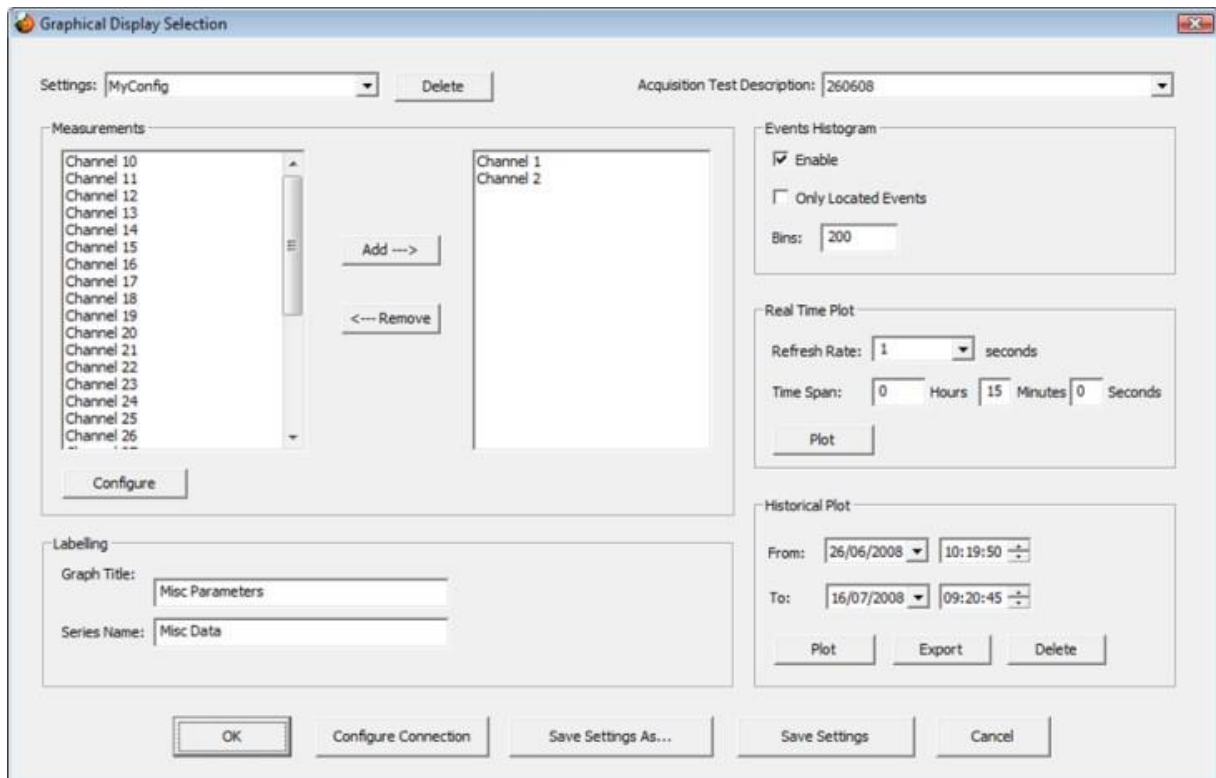 Graphical Display Selection
Settings: MyConfig Delete
Acquisition Test Description: 260608
Measurements
Channel 10
Channel 11
Channel 12
Channel 13
Channel 14
Channel 15
Channel 16
Channel 17
Channel 18
Channel 19
Channel 20
Channel 21
Channel 22
Channel 23
Channel 24
Channel 25
Channel 26
Add --->
<--- Remove
Channel 1
Channel 2
Configure
Labelling
Graph Title: Misc Parameters
Series Name: Misc Data
Events Histogram
Enable
Only Located Events
Bins: 200
Real Time Plot
Refresh Rate: 1 seconds
Time Span: 0 Hours 15 Minutes 0 Seconds
Plot
Historical Plot
From: 26/06/2008 10:19:50
To: 16/07/2008 09:20:45
Plot Export Delete
OK Configure Connection Save Settings As... Save Settings Cancel